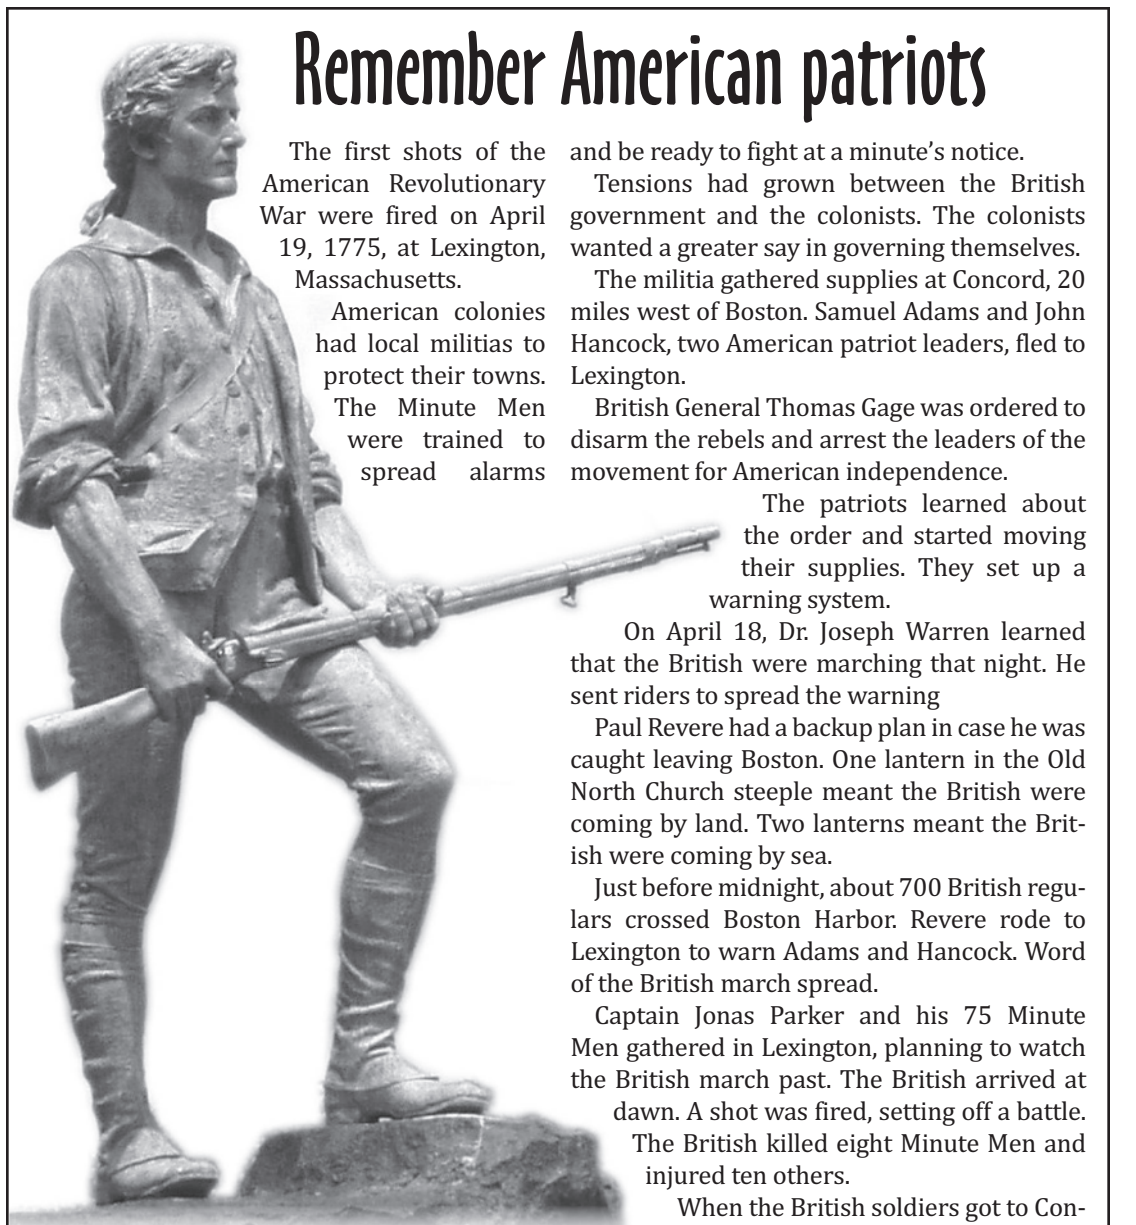 Remember American patriots
The first shots of the
American Revolutionary
War were fired on April
19, 1775, at Lexington,
Massachusetts.
American colonies
had local militias to
protect their towns.
The Minute Men
were trained to
spread alarms
and be ready to fight at a minute's notice.
Tensions had grown between the British
government and the colonists. The colonists
wanted a greater say in governing themselves.
The militia gathered supplies at Concord, 20
miles west of Boston. Samuel Adams and John
Hancock, two American patriot leaders, fled to
Lexington.
British General Thomas Gage was ordered to
disarm the rebels and arrest the leaders of the
movement for American independence.
The patriots learned about
the order and started moving
their supplies. They set up a
warning system.
On April 18, Dr. Joseph Warren learned
that the British were marching that night. He
sent riders to spread the warning
Paul Revere had a backup plan in case he was
caught leaving Boston. One lantern in the Old
North Church steeple meant the British were
coming by land. Two lanterns meant the Brit-
ish were coming by sea.
Just before midnight, about 700 British regu-
lars crossed Boston Harbor. Revere rode to
Lexington to warn Adams and Hancock. Word
of the British march spread.
Captain Jonas Parker and his 75 Minute
Men gathered in Lexington, planning to watch
the British march past. The British arrived at
dawn. A shot was fired, setting off a battle.
The British killed eight Minute Men and
injured ten others.
When the British soldiers got to Con-